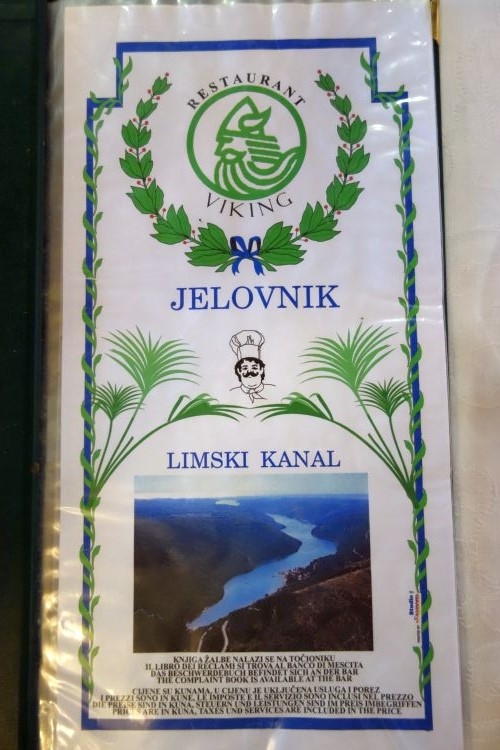 RESTAURANT
VIKING
JELOVNIK
LIMSKI KANAL
KNJIGA ŽALBE NALAZI SE NA TOČIONIKU
IL LIBRO DEI RECLAMI SI TROVA AL BANCO DI MESCITA
DAS BESCHWERDEBUCH BEFINDET SICH AN DER BAR
THE COMPLAINT BOOK IS AVAILABLE AT THE BAR
CIJENE SU KUNAMA, U CIJENU JE UKLJUČENA USLUGA I POREZ
I PREZZI SONO IN KUNE, LE IMPOSTE E IL SERVIZIO SONO INCLUSI NEL PREZZO
DIE PREISE SIND IN KUNA, STEUERN UND LEISTUNGEN SIND IM PREIS IMBEGRIFFEN
PRICES ARE IN KUNA, TAXES AND SERVICES ARE INCLUDED IN THE PRICE
Studio